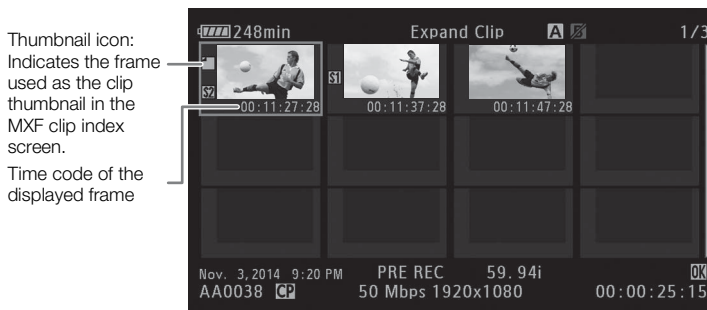 Thumbnail icon:
Indicates the frame
used as the clip
thumbnail in the
MXF clip index
screen.
Time code of the
displayed frame
248min Expand Clip A B 1/3
S2 S1
00:11:27:28 00:11:37:28 00:11:47:28
Nov. 3,2014 9:20 PM PRE REC 59.94i OK
AA0038 CP 50 Mbps 1920x1080 00:00:25:15